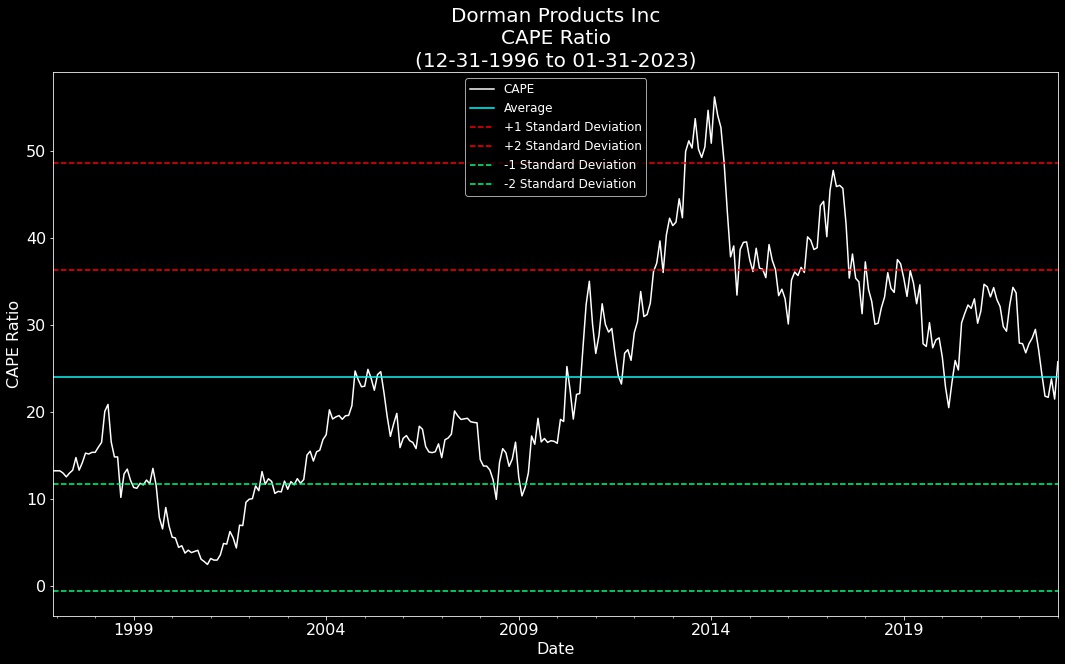 Dorman Products Inc
CAPE Ratio
(12-31-1996 to 01-31-2023)
CAPE
Average
+1 Standard Deviation
+2 Standard Deviation
-1 Standard Deviation
-2 Standard Deviation
50
40
30
20
10
0
CAPE Ratio
1999
2004
2009
2014
2019
Date